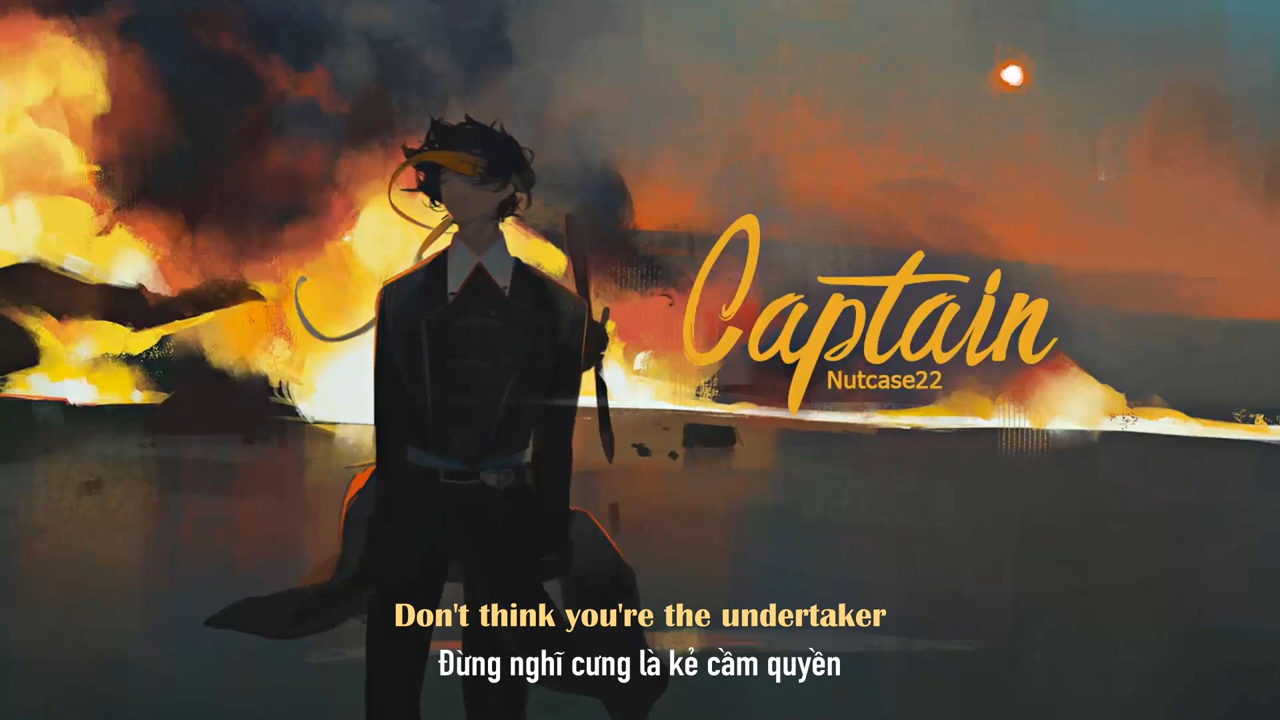 Captain
Nutcase22
Don't think you're the undertaker
Đừng nghĩ cưng là kẻ cầm quyền